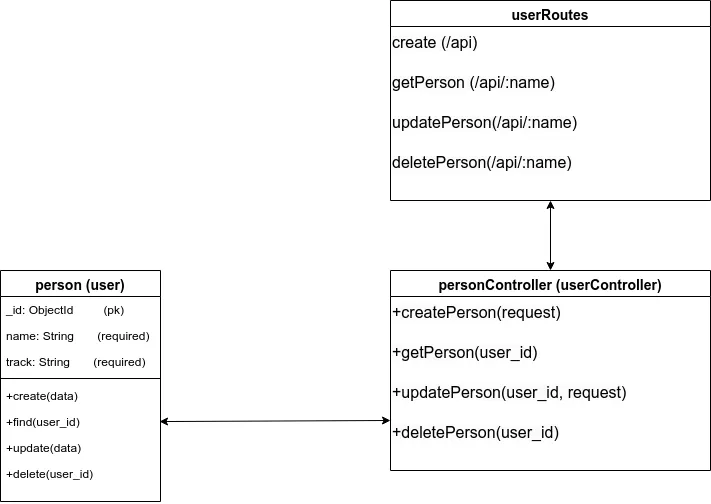 userRoutes
create (/api)
getPerson (/api/:name)
updatePerson(/api/:name)
deletePerson(/api/:name)
person (user)
_id: ObjectId (pk)
name: String (required)
track: String (required)
+create(data)
+find(user_id)
+update(data)
+delete(user_id)
personController (userController)
+createPerson(request)
+getPerson(user_id)
+updatePerson(user_id, request)
+deletePerson(user_id)